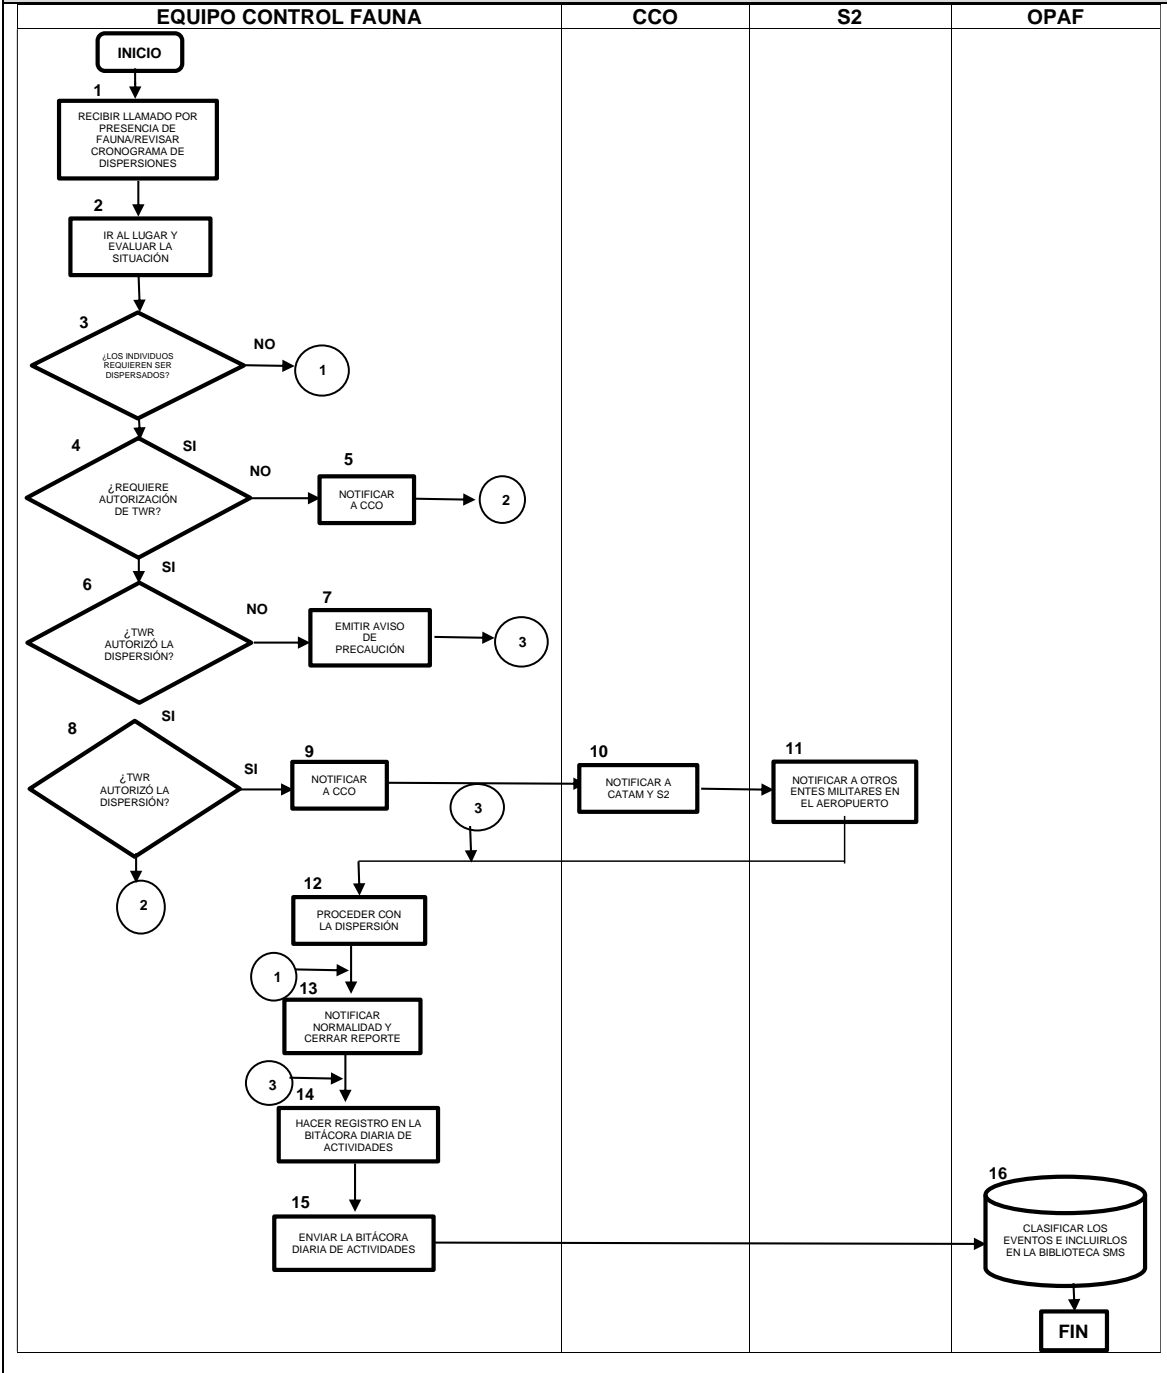 EQUIPO CONTROL FAUNA
CCO
S2
OPAF
INICIO
1
RECIBIR LLAMADO POR
PRESENCIA DE
FAUNA/REVISAR
CRONOGRAMA DE
DISPERSIONES
2
IR AL LUGAR Y
EVALUAR LA
SITUACIÓN
3
¿LOS INDIVIDUOS
REQUIEREN SER
DISPERSADOS?
NO
1
4
SI
¿REQUIERE
AUTORIZACIÓN
DE TWR?
NO
5
NOTIFICAR
A CCO
2
SI
6
¿TWR
AUTORIZÓ LA
DISPERSIÓN?
NO
7
EMITIR AVISO
DE
PRECAUCIÓN
3
SI
8
¿TWR
AUTORIZÓ LA
DISPERSIÓN?
SI
9
NOTIFICAR
A CCO
10
NOTIFICAR A
CATAM Y S2
11
NOTIFICAR A OTROS
ENTES MILITARES EN
EL AEROPUERTO
3
2
12
PROCEDER CON
LA DISPERSIÓN
1
13
NOTIFICAR
NORMALIDAD Y
CERRAR REPORTE
3
14
HACER REGISTRO EN LA
BITÁCORA DIARIA DE
ACTIVIDADES
15
ENVIAR LA BITÁCORA
DIARIA DE ACTIVIDADES
16
CLASIFICAR LOS
EVENTOS E INCLUIRLOS
EN LA BIBLIOTECA SMS
FIN